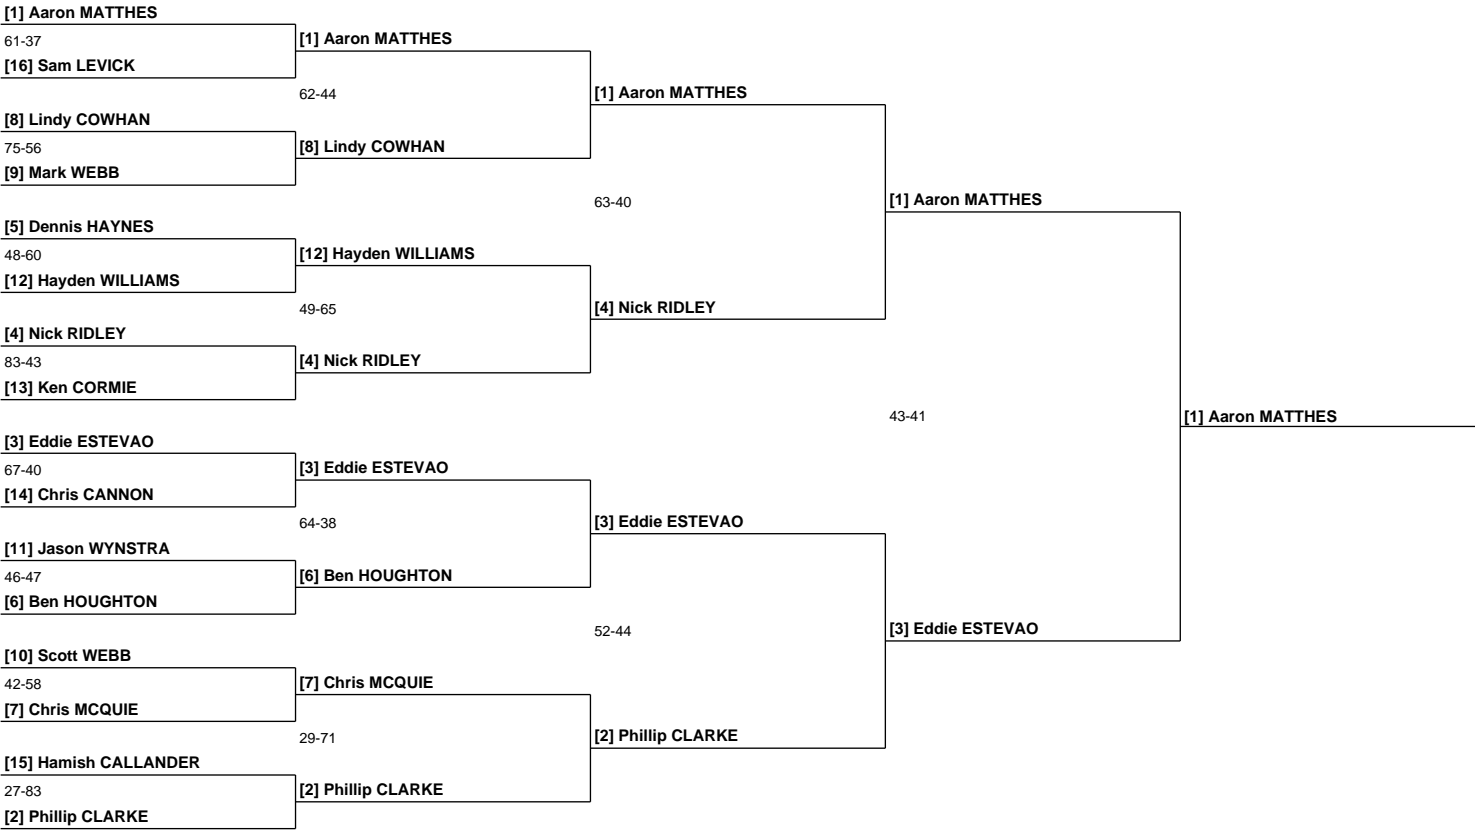 [1] Aaron MATTHES
61-37
[16] Sam LEVICK
[8] Lindy COWHAN
75-56
[9] Mark WEBB
[5] Dennis HAYNES
48-60
[12] Hayden WILLIAMS
[4] Nick RIDLEY
83-43
[13] Ken CORMIE
[3] Eddie ESTEVAO
67-40
[14] Chris CANNON
[11] Jason WYNSTRA
46-47
[6] Ben HOUGHTON
[10] Scott WEBB
42-58
[7] Chris MCQUIE
[15] Hamish CALLANDER
27-83
[2] Phillip CLARKE
[1] Aaron MATTHES
62-44
[8] Lindy COWHAN
[12] Hayden WILLIAMS
49-65
[4] Nick RIDLEY
[3] Eddie ESTEVAO
64-38
[6] Ben HOUGHTON
[7] Chris MCQUIE
29-71
[2] Phillip CLARKE
[1] Aaron MATTHES
63-40
[4] Nick RIDLEY
[3] Eddie ESTEVAO
52-44
[2] Phillip CLARKE
[1] Aaron MATTHES
43-41
[3] Eddie ESTEVAO
[1] Aaron MATTHES